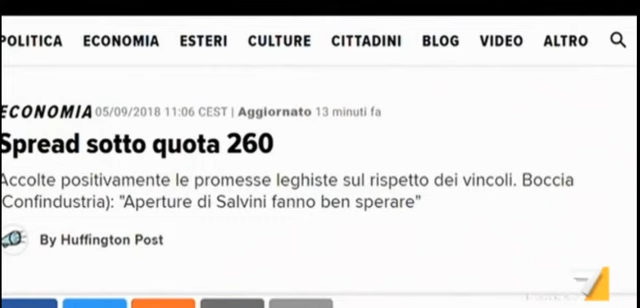 POLITICA ECONOMIA ESTERI CULTURE CITTADINI BLOG VIDEO ALTRO
ECONOMIA 05/09/2018 11:06 CEST | Aggiornato 13 minuti fa
Spread sotto quota 260
Accolte positivamente le promesse leghiste sul rispetto dei vincoli. Boccia
(Confindustria): "Aperture di Salvini fanno ben sperare"
By Huffington Post